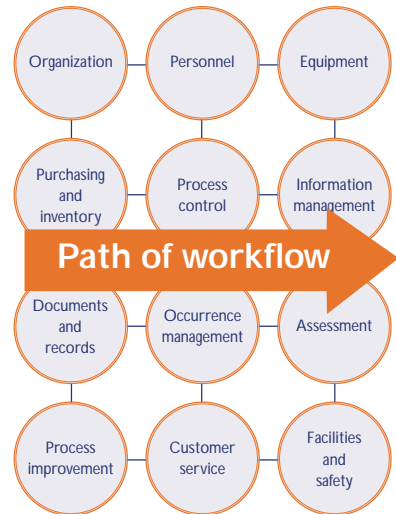 Organization
Personnel
Equipment
Purchasing
and
inventory
Process
control
Information
management
Path of workflow
Documents
and
records
Occurrence
management
Assessment
Process
improvement
Customer
service
Facilities
and
safety